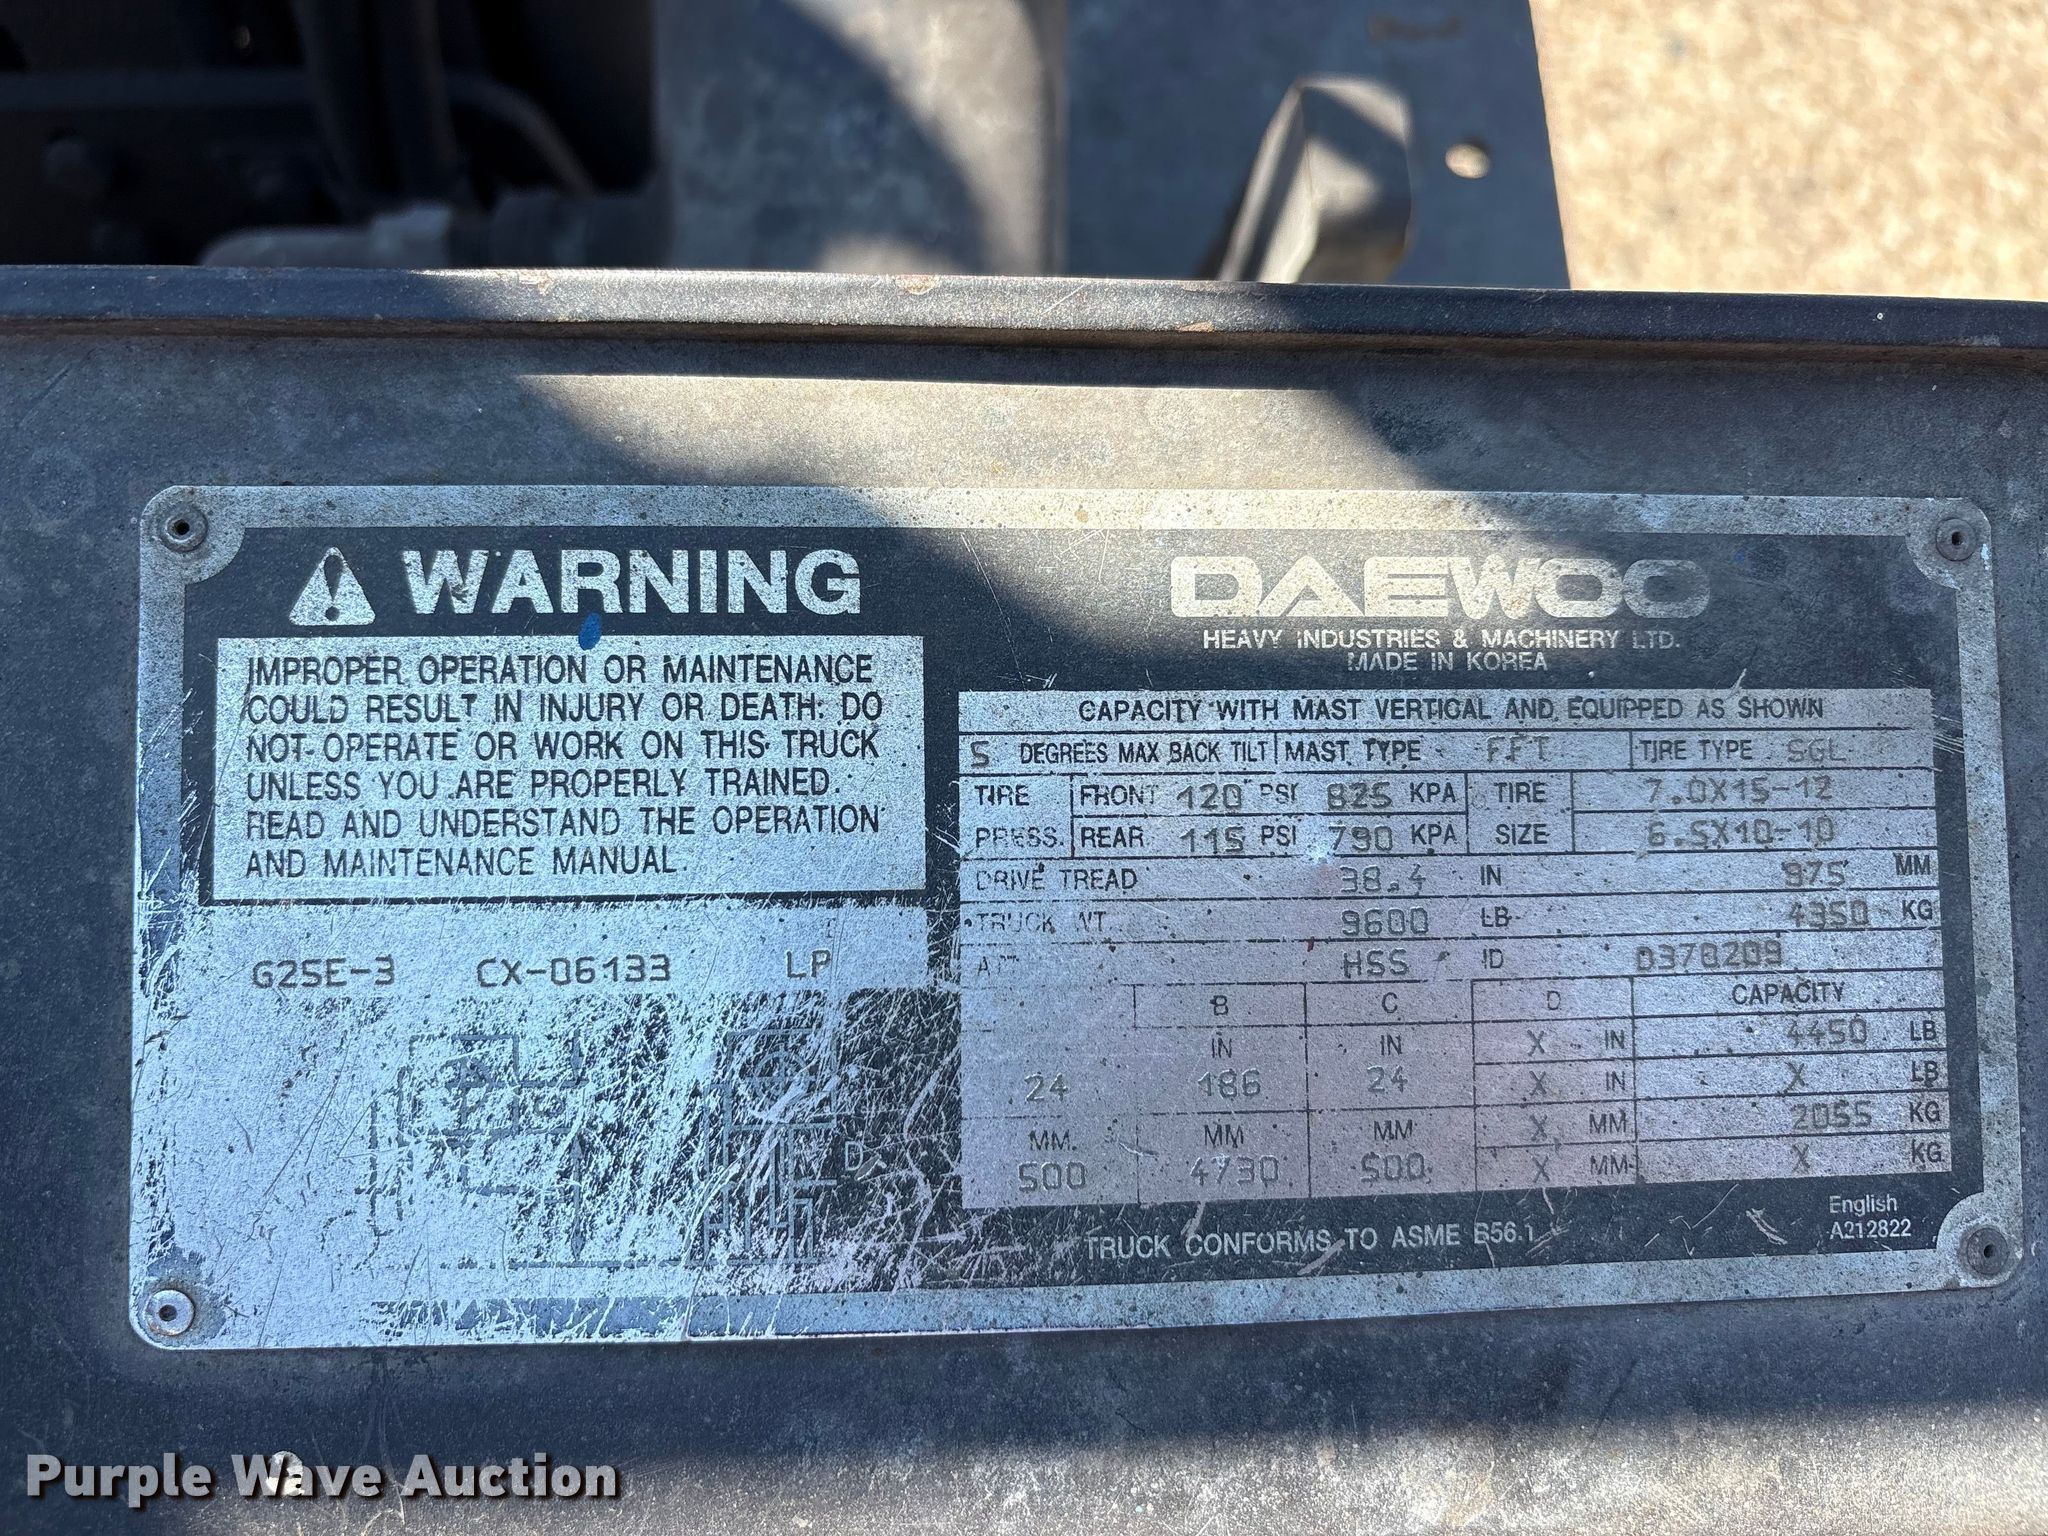 WARNING
IMPROPER OPERATION OR MAINTENANCE
COULD RESULT IN INJURY OR DEATH. DO
NOT OPERATE OR WORK ON THIS TRUCK
UNLESS YOU ARE PROPERLY TRAINED.
READ AND UNDERSTAND THE OPERATION
AND MAINTENANCE MANUAL.
G25E-3 CX-06133 LP
D
DAEWOO
HEAVY INDUSTRIES & MACHINERY LTD.
MADE IN KOREA
CAPACITY WITH MAST VERTICAL AND EQUIPPED AS SHOWN
5 DEGREES MAX BACK TILT MAST TYPE FFT TIRE TYPE SGL
TIRE FRONT 120 PSI 825 KPA TIRE 7.0X15-12
PRESS. REAR 115 PSI 790 KPA SIZE 6.5X10-10
DRIVE TREAD 38.4 IN 975 MM
TRUCK WT. 9600 LB 4350 KG
ATT. HSS ID D370209
B C D CAPACITY
IN IN X IN 4450 LB
24 186 24 X IN X LB
MM MM MM X MM 2055 KG
500 4730 500 X MM X KG
TRUCK CONFORMS TO ASME B56.1
English
A212822
Purple Wave Auction